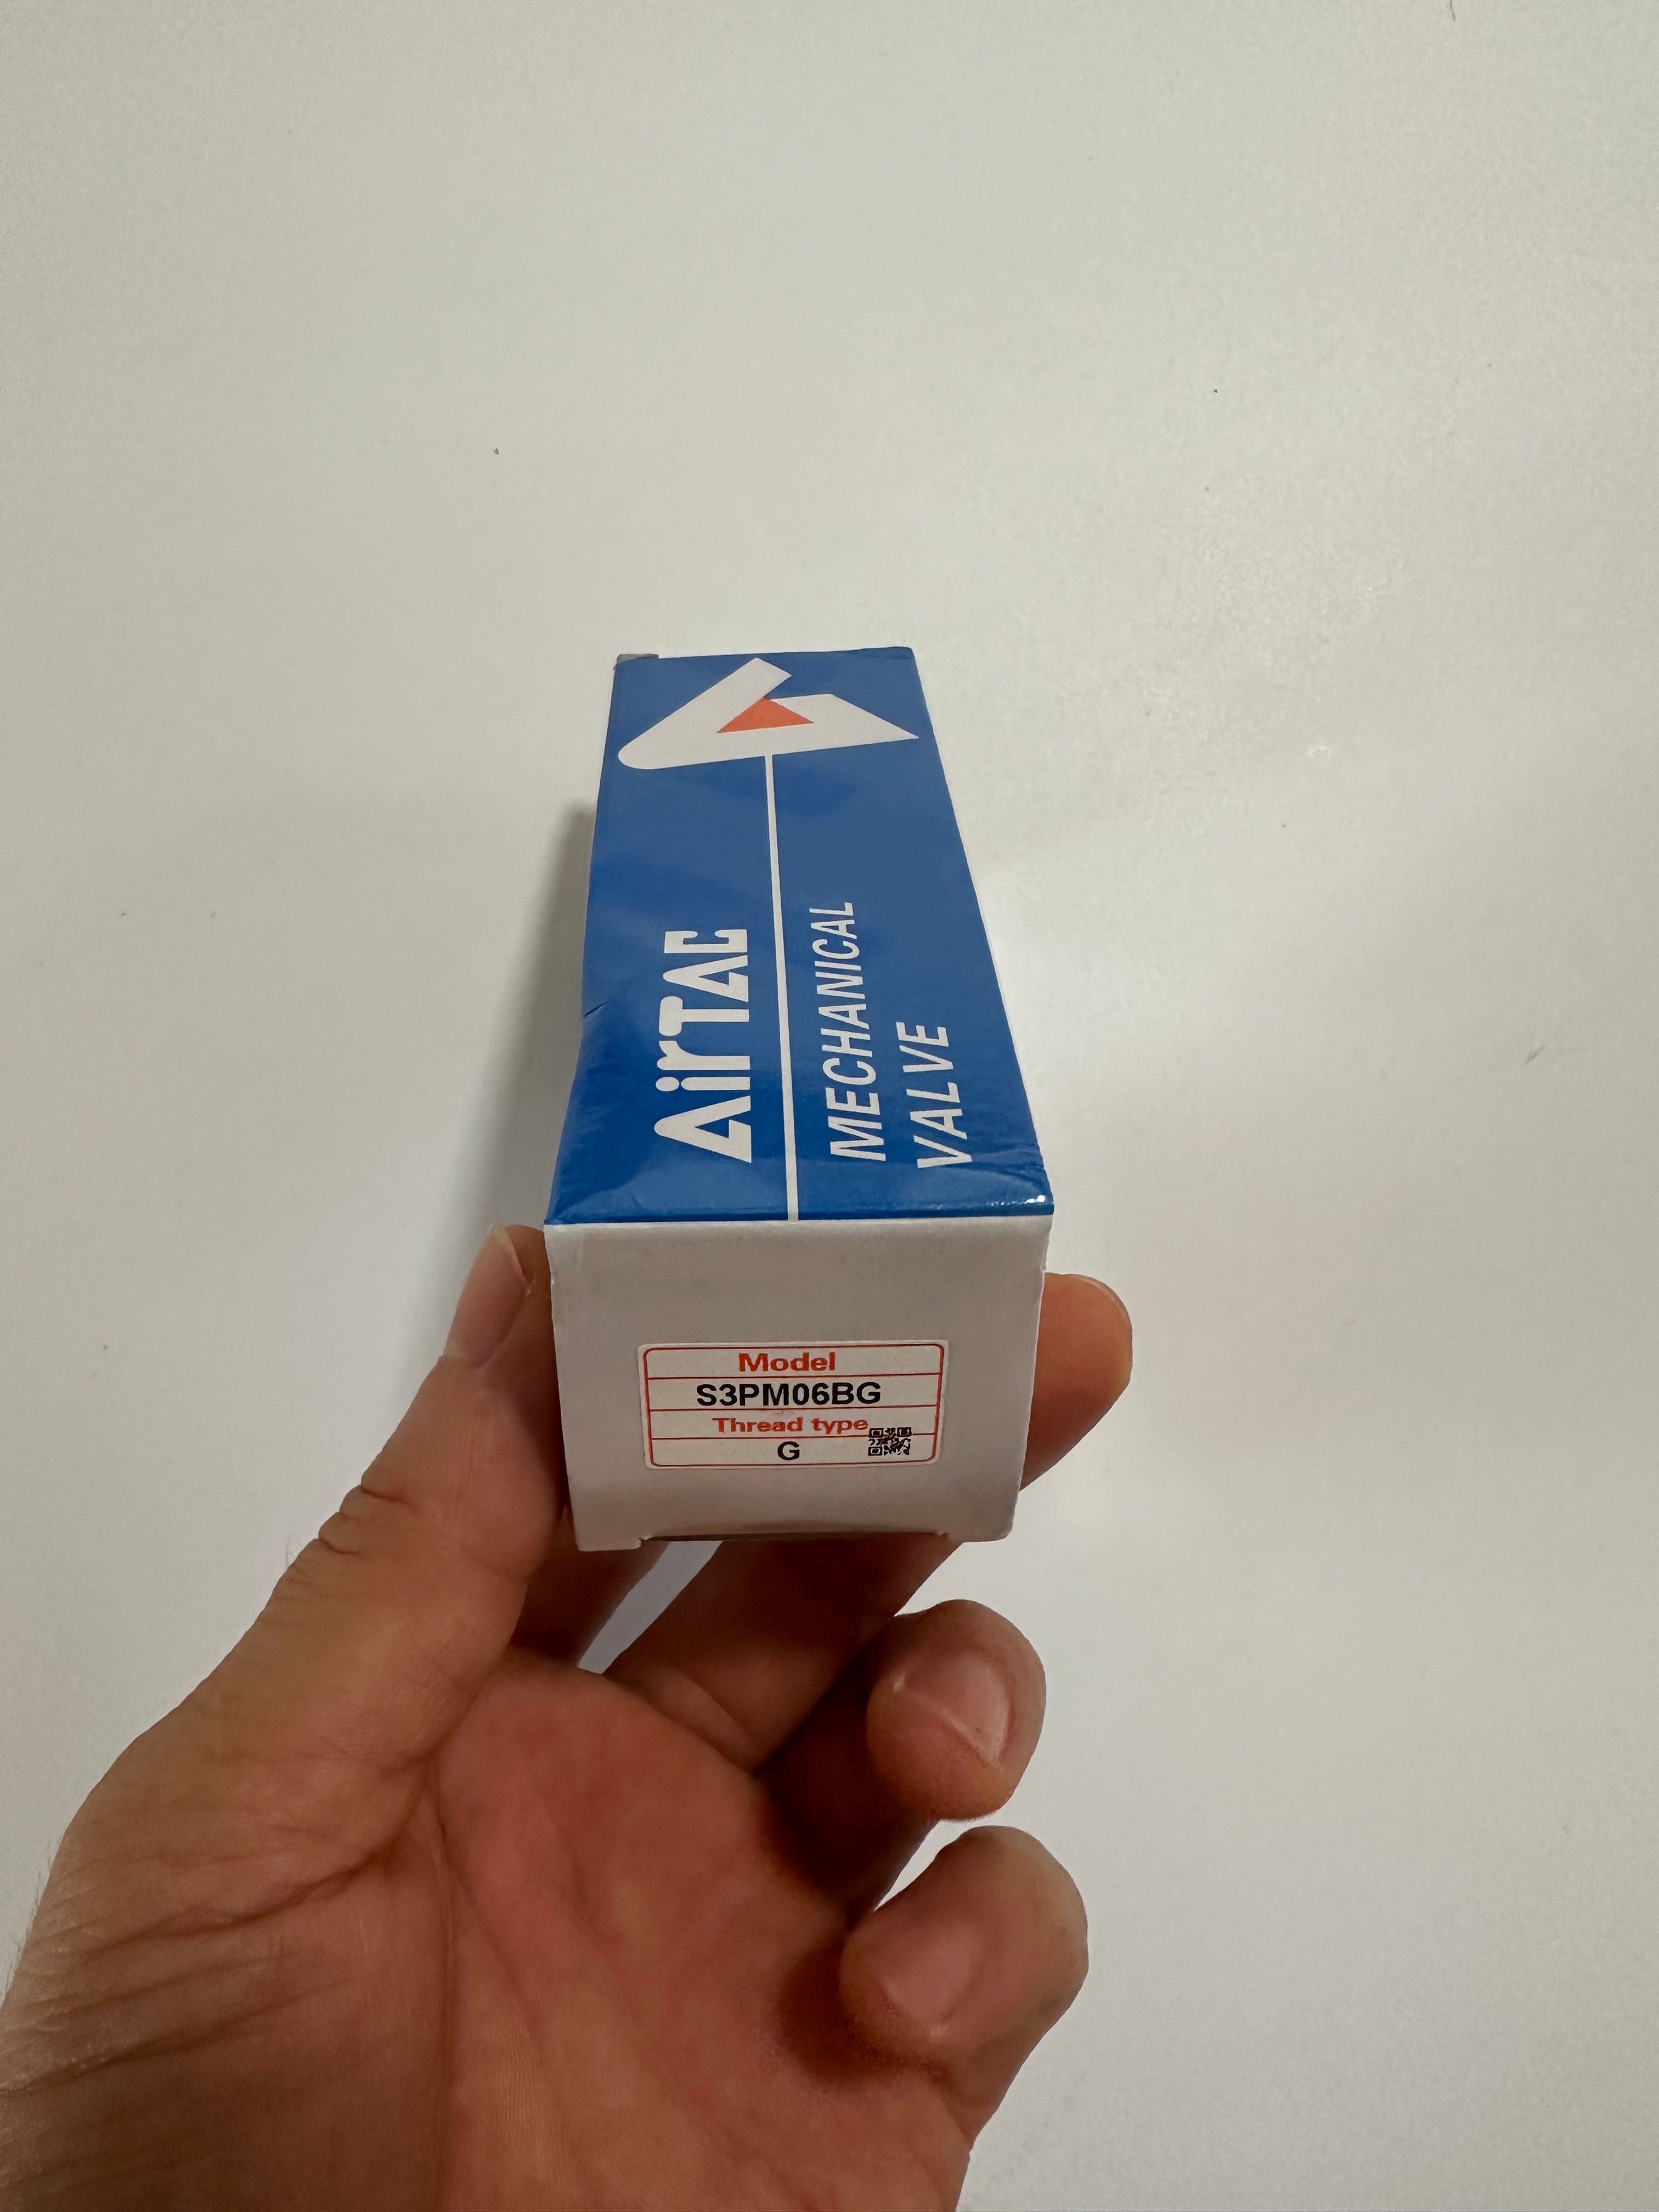 AirTAC
MECHANICAL
VALVE
Model
S3PM06BG
Thread type
G